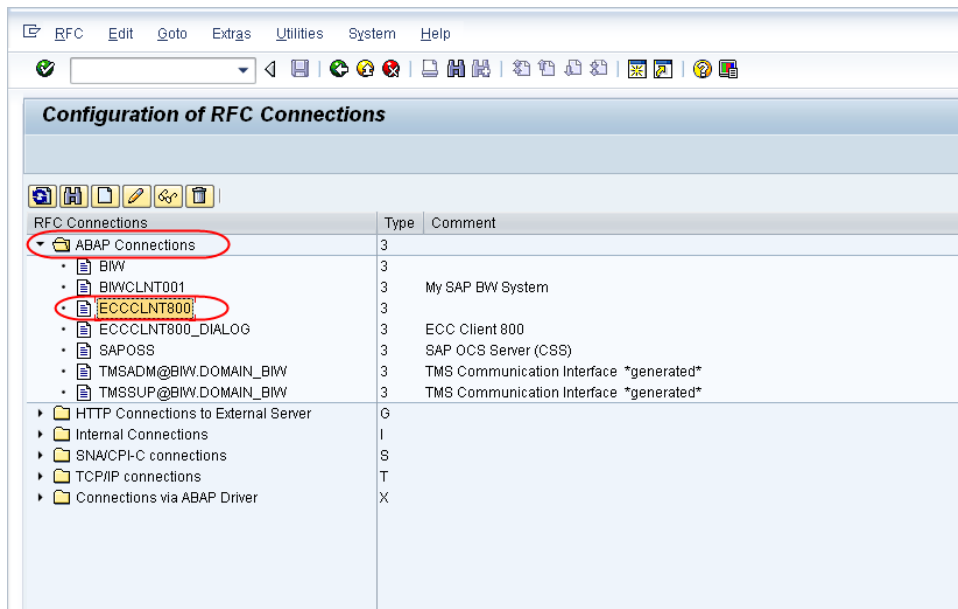 RFC Edit Goto Extras Utilities System Help
Configuration of RFC Connections
RFC Connections Type Comment
ABAP Connections 3
BIW 3
BIWCLNT001 3 My SAP BW System
ECCCLNT800 3
ECCCLNT800_DIALOG 3 ECC Client 800
SAPOSS 3 SAP OCS Server (CSS)
TMSADM@BIW.DOMAIN_BIW 3 TMS Communication Interface *generated*
TMSSUP@BIW.DOMAIN_BIW 3 TMS Communication Interface *generated*
HTTP Connections to External Server G
Internal Connections I
SNA/CPI-C connections S
TCP/IP connections T
Connections via ABAP Driver X